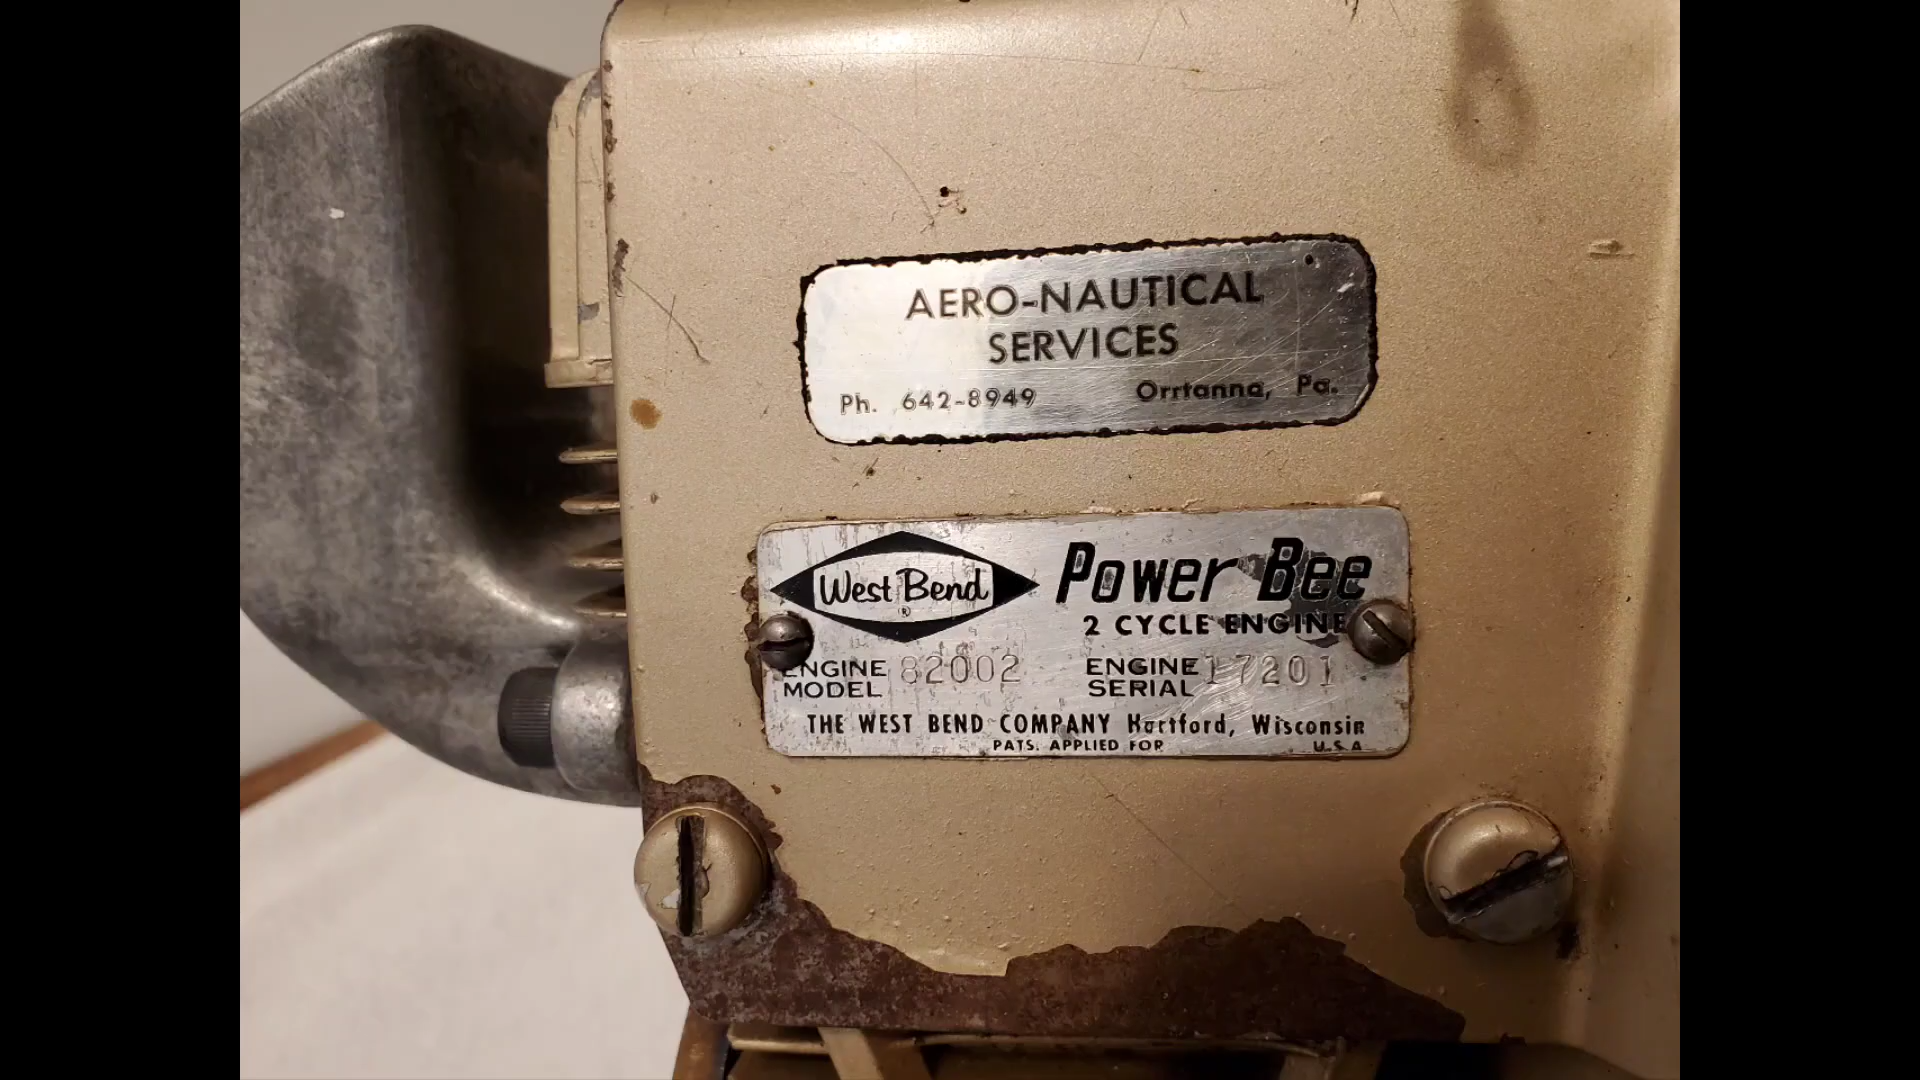 AERO-NAUTICAL
SERVICES
Ph. 642-8949 Orrtanna, Pa.
West Bend
®
Power Bee
2 CYCLE ENGINE
ENGINE MODEL 82002
ENGINE SERIAL 17201
THE WEST BEND COMPANY Hartford, Wisconsin
PATS. APPLIED FOR U.S.A